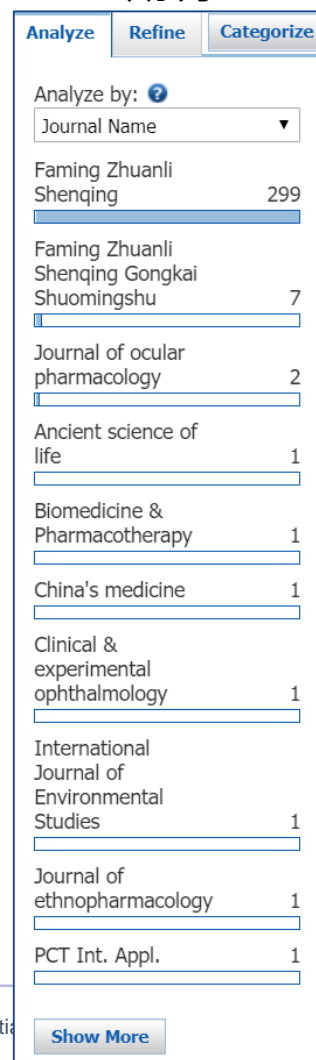 Analyze Refine Categorize
Analyze by: ?
Journal Name ▼
Faming Zhuanli
Shenqing 299
Faming Zhuanli
Shenqing Gongkai
Shuomingshu 7
Journal of ocular
pharmacology 2
Ancient science of
life 1
Biomedicine &
Pharmacotherapy 1
China's medicine 1
Clinical &
experimental
ophthalmology 1
International
Journal of
Environmental
Studies 1
Journal of
ethnopharmacology 1
PCT Int. Appl. 1
Show More